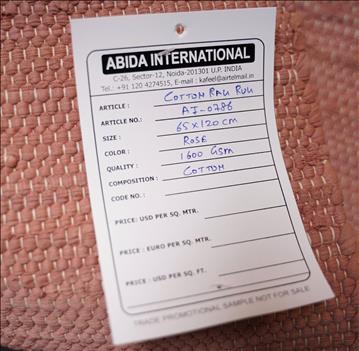 ABIDA INTERNATIONAL
C-26, Sector-12, Noida-201301 U.P. INDIA
Tel.: +91 120 4274515, E-mail : kafeel@airtelmail.in
ARTICLE : COTTON RAG RUG
ARTICLE NO.: AI-0786
SIZE : 65 x 120 CM
COLOR : ROSE
QUALITY : 1600 GSM
COMPOSITION : COTTON
CODE NO. :
PRICE: USD PER SQ. MTR.
PRICE : EURO PER SQ. MTR.
PRICE : USD PER SQ. FT.
TRADE PROMOTIONAL SAMPLE NOT FOR SALE